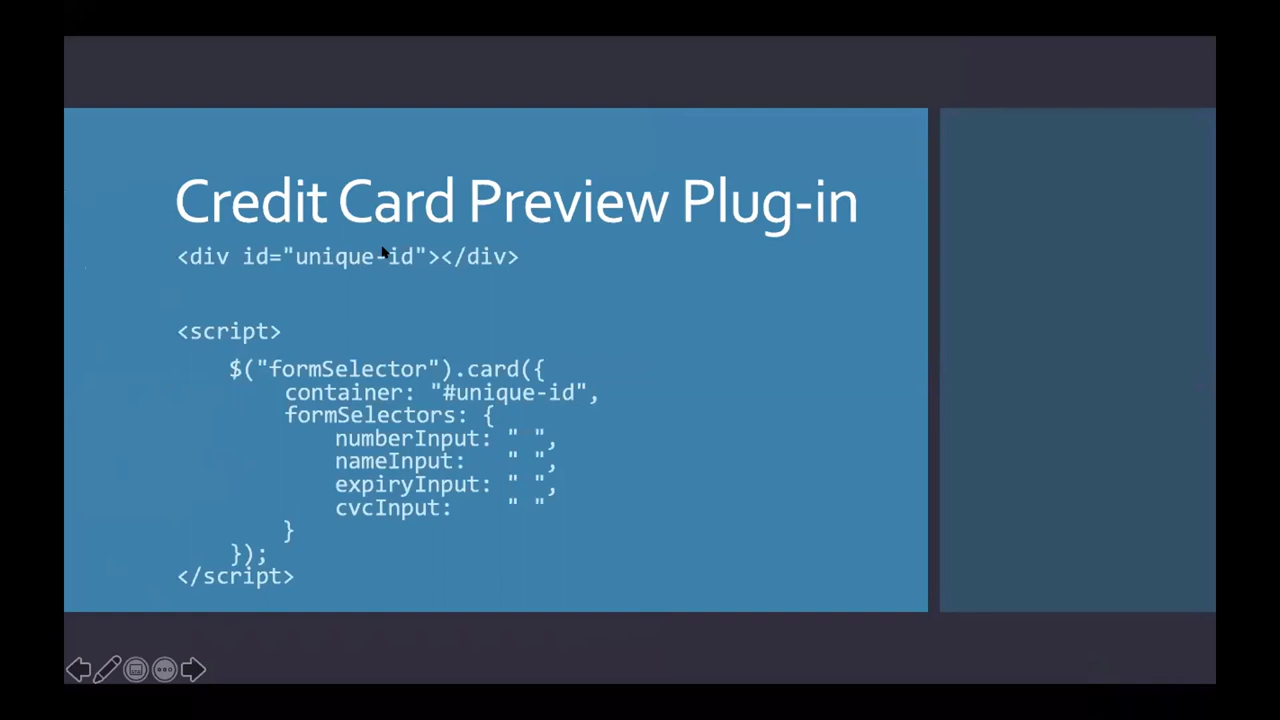 Credit Card Preview Plug-in
<div id="unique-id"></div>
<script>
$("formSelector").card({
container: "#unique-id",
formSelectors: {
numberInput: " ",
nameInput: " ",
expiryInput: " ",
cvcInput: " "
}
});
</script>